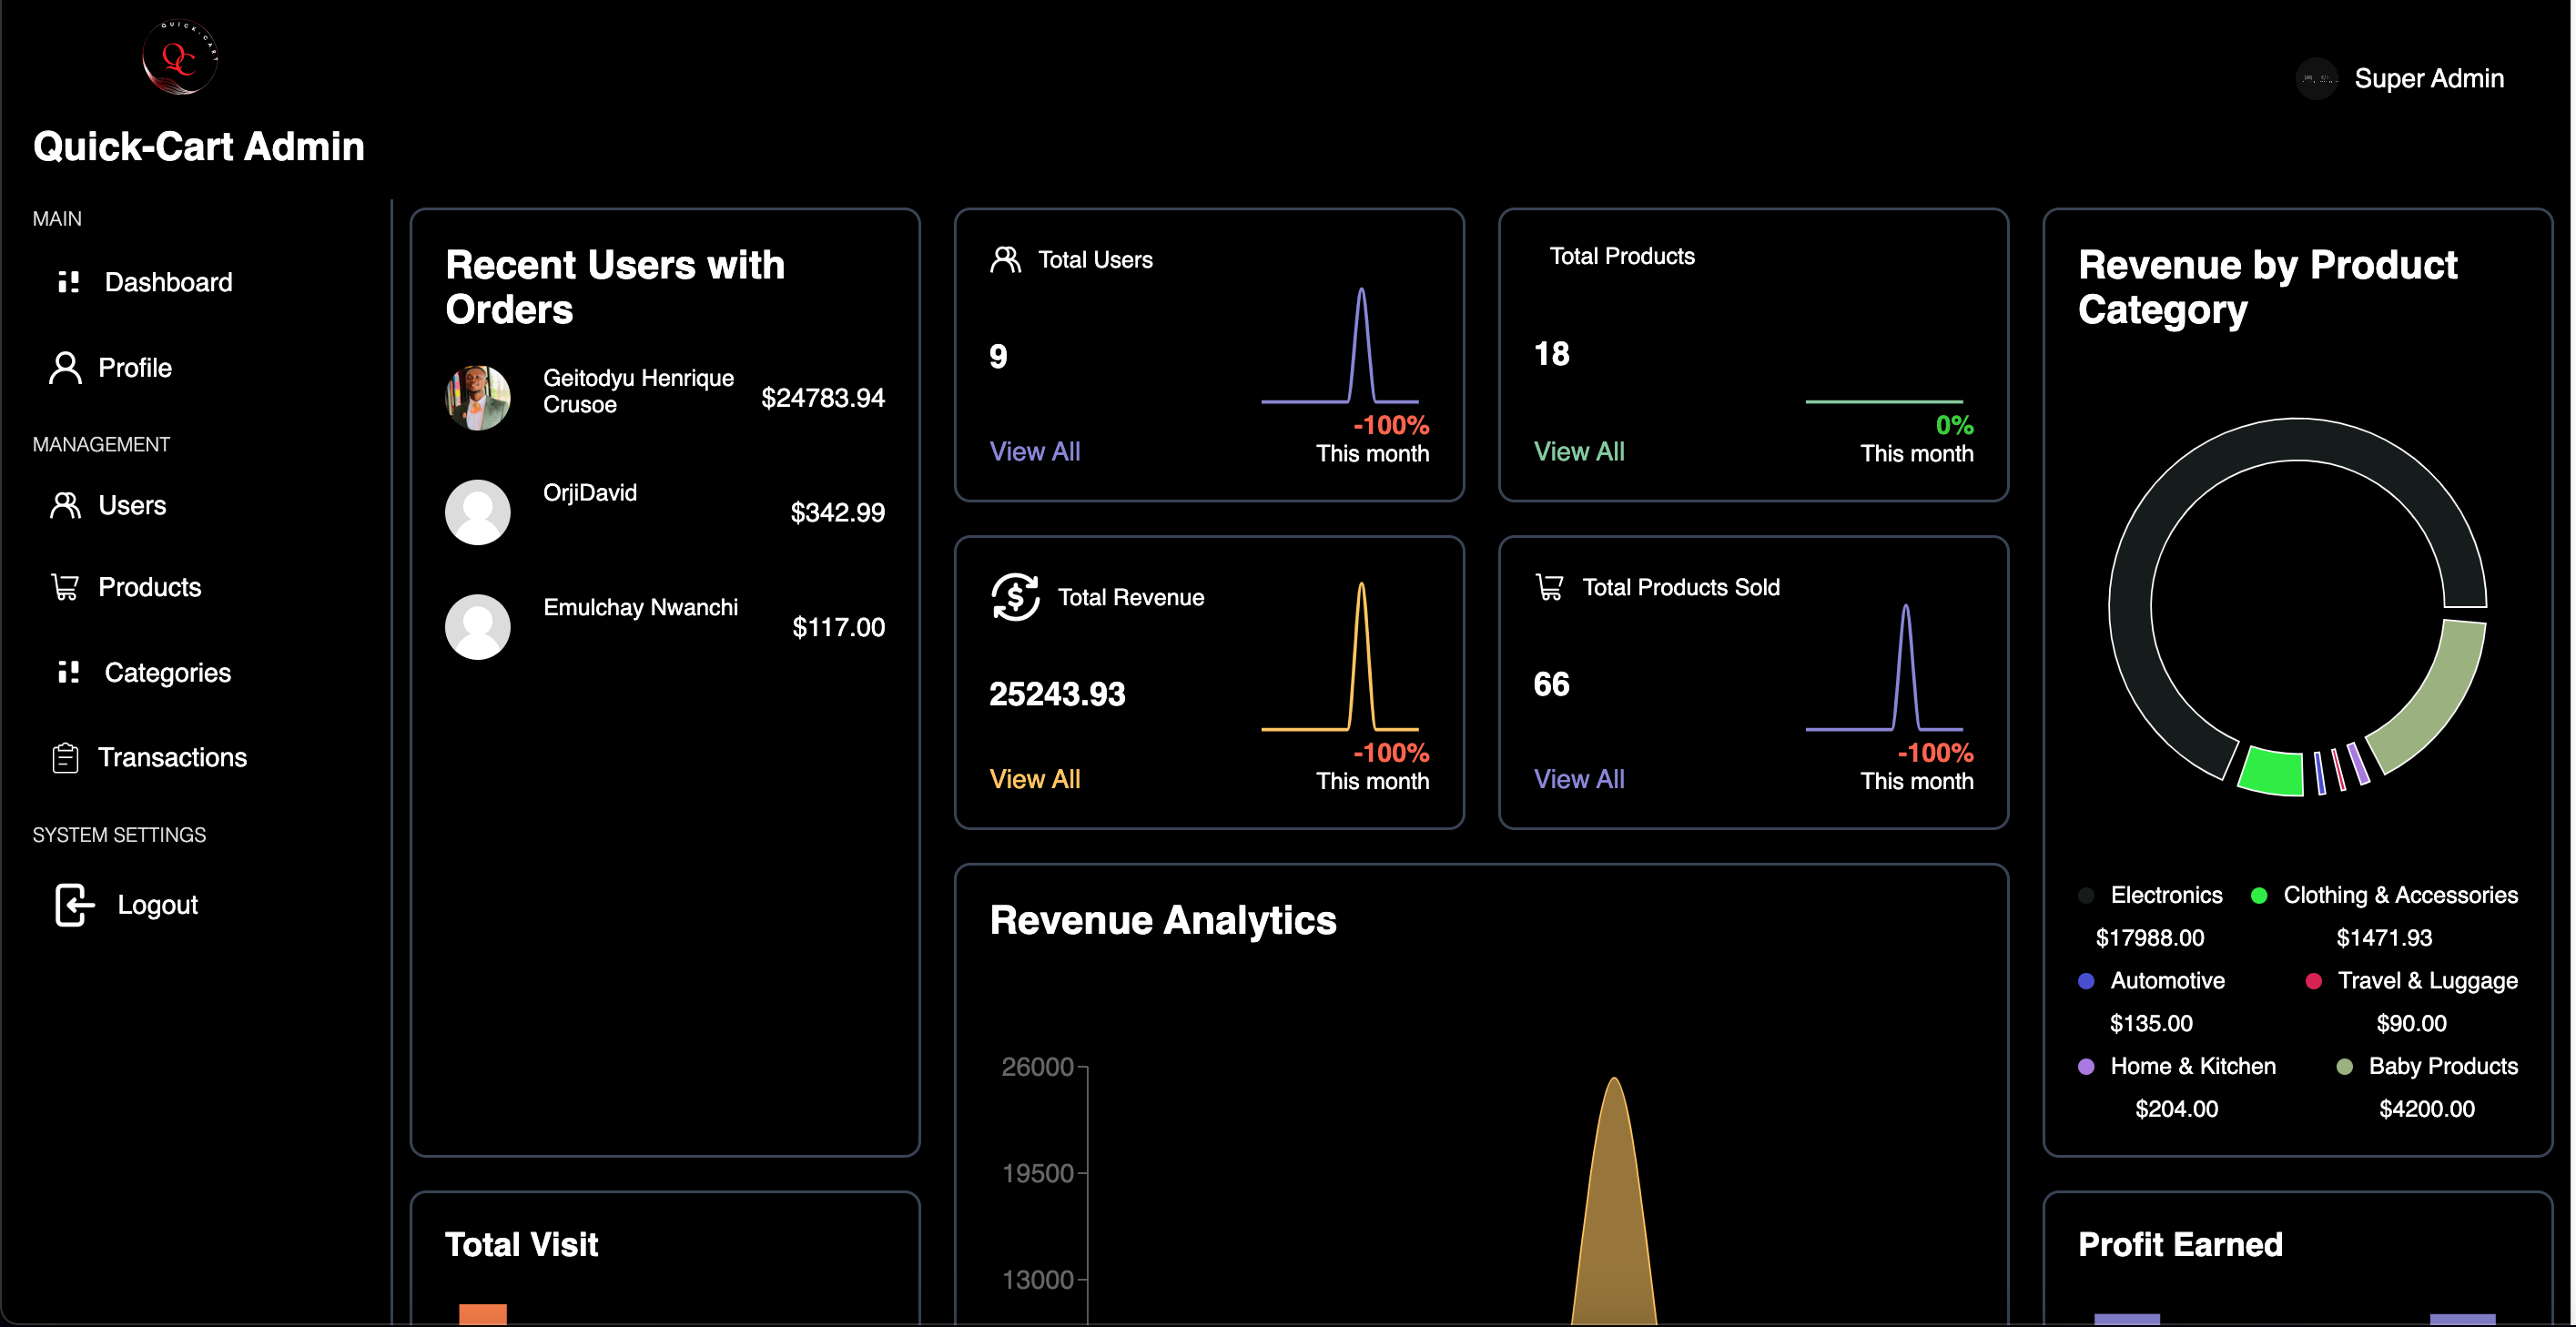 QUICK-CART
QC
Super Admin
Quick-Cart Admin
MAIN
Dashboard
Profile
MANAGEMENT
Users
Products
Categories
Transactions
SYSTEM SETTINGS
Logout
Recent Users with
Orders
Geitodyu Henrique
Crusoe
$24783.94
OrjiDavid
$342.99
Emulchay Nwanchi
$117.00
Total Visit
Total Users
9
-100%
View All
This month
Total Products
18
0%
View All
This month
Total Revenue
25243.93
-100%
View All
This month
Total Products Sold
66
-100%
View All
This month
Revenue Analytics
26000
19500
13000
Revenue by Product
Category
Electronics
$17988.00
Clothing & Accessories
$1471.93
Automotive
$135.00
Travel & Luggage
$90.00
Home & Kitchen
$204.00
Baby Products
$4200.00
Profit Earned